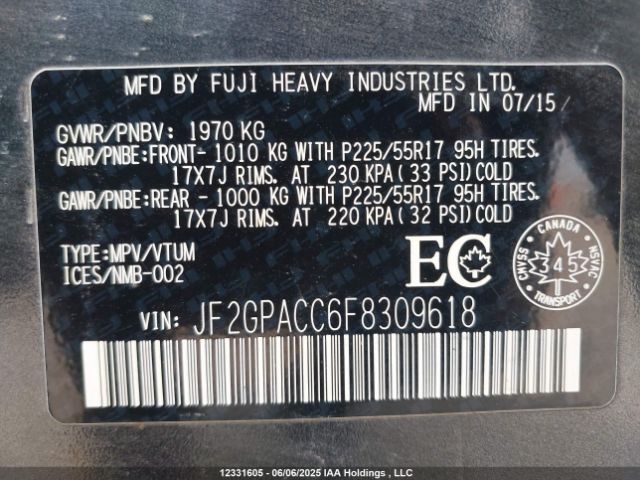 MFD BY FUJI HEAVY INDUSTRIES LTD.
MFD IN 07/15/
GVWR/PNBV: 1970 KG
GAWR/PNBE:FRONT- 1010 KG WITH P225/55R17 95H TIRES.
17X7J RIMS. AT 230 KPA(33 PSI)COLD
GAWR/PNBE:REAR - 1000 KG WITH P225/55R17 95H TIRES.
17X7J RIMS. AT 220 KPA(32 PSI)COLD
TYPE:MPV/VTUM
ICES/NMB-002
EC
CANADA
CMVSS 345 NSVAC
TRANSPORT
VIN: JF2GPACC6F8309618
12331605 - 06/06/2025 IAA Holdings , LLC